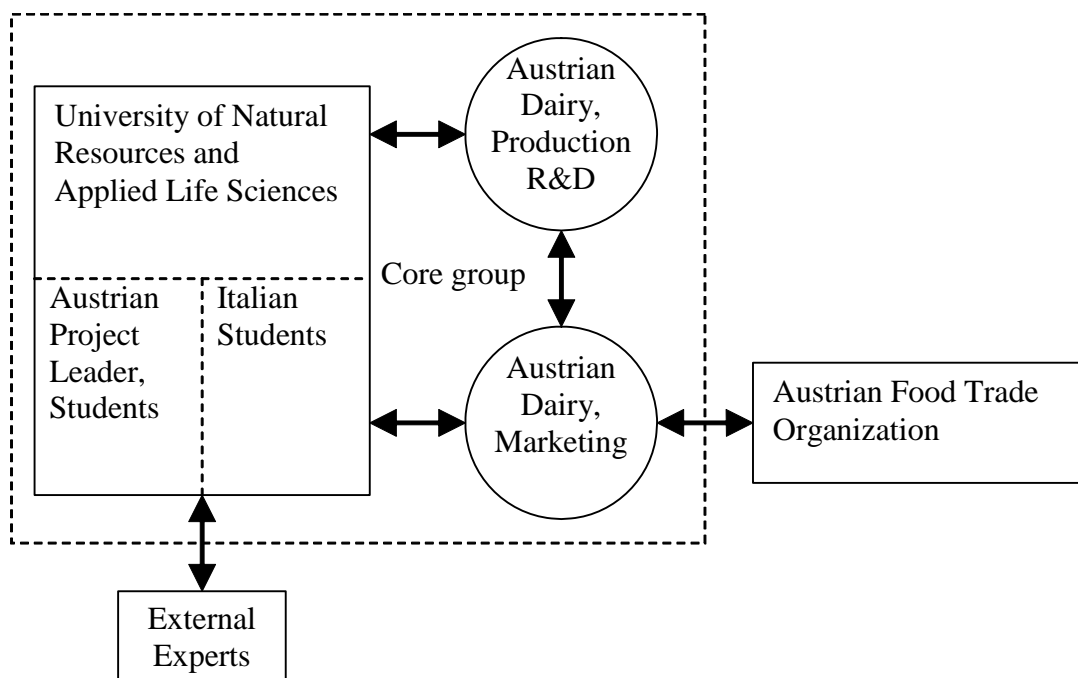 University of Natural
Resources and
Applied Life Sciences
Austrian
Dairy,
Production
R&D
Core group
Austrian
Project
Leader,
Students
Italian
Students
Austrian
Dairy,
Marketing
Austrian Food Trade
Organization
External
Experts